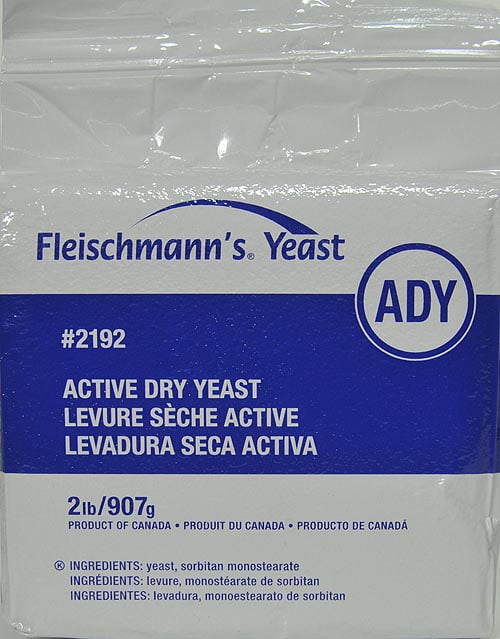 Fleischmann's® Yeast
ADY
#2192
ACTIVE DRY YEAST
LEVURE SÈCHE ACTIVE
LEVADURA SECA ACTIVA
2lb/907g
PRODUCT OF CANADA • PRODUIT DU CANADA • PRODUCTO DE CANADÁ
INGREDIENTS: yeast, sorbitan monostearate
INGRÉDIENTS: levure, monostéarate de sorbitan
INGREDIENTES: levadura, monoestearato de sorbitan